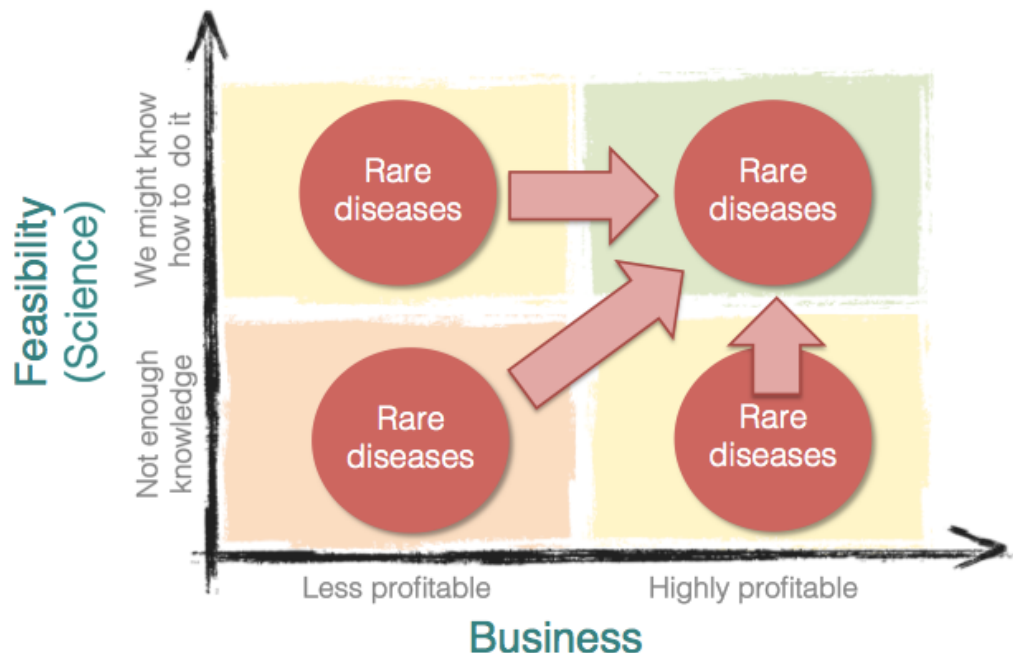 Feasibility
(Science)
We might know
how to do it
Not enough
knowledge
Rare
diseases
Rare
diseases
Rare
diseases
Rare
diseases
Less profitable
Highly profitable
Business